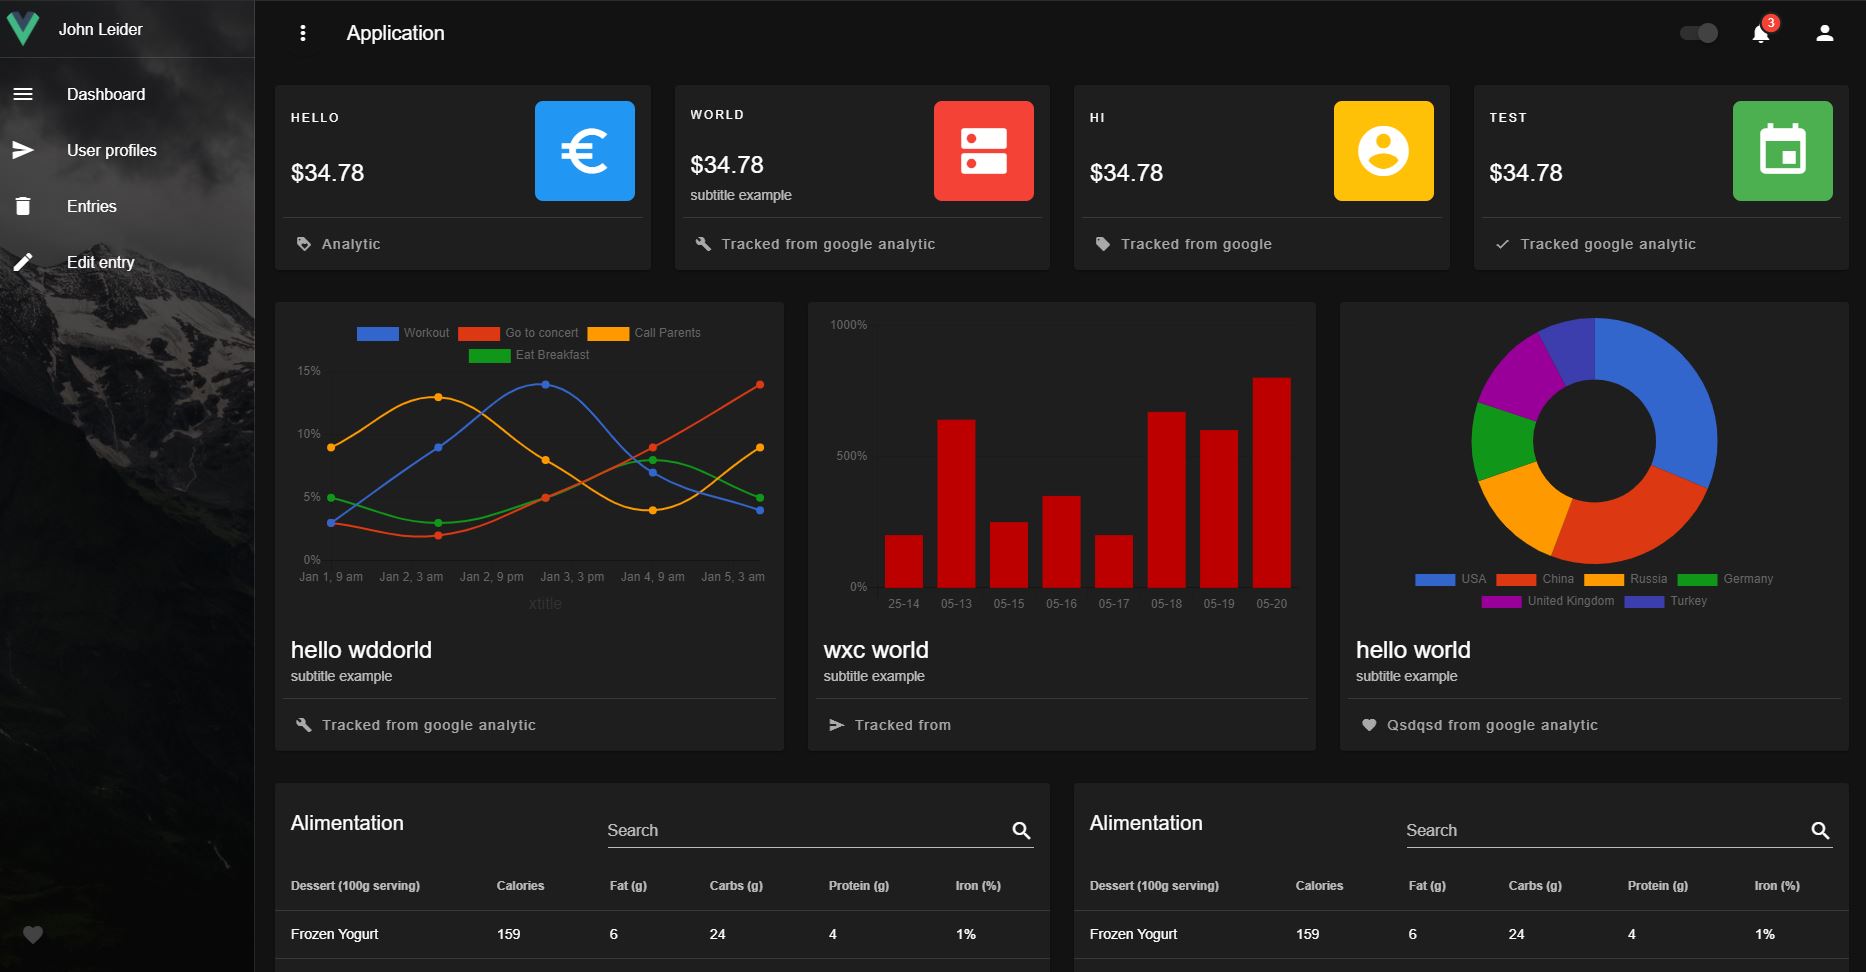 John Leider
Application
3
Dashboard
User profiles
Entries
Edit entry
HELLO
$34.78
Analytic
WORLD
$34.78
subtitle example
Tracked from google analytic
HI
$34.78
Tracked from google
TEST
$34.78
Tracked google analytic
Workout Go to concert Call Parents
Eat Breakfast
15%
10%
5%
0%
Jan 1, 9 am Jan 2, 3 am Jan 2, 9 pm Jan 3, 3 pm Jan 4, 9 am Jan 5, 3 am
xtitle
hello wddorld
subtitle example
Tracked from google analytic
1000%
500%
0%
25-14 05-13 05-15 05-16 05-17 05-18 05-19 05-20
wxc world
subtitle example
Tracked from
USA China Russia Germany
United Kingdom Turkey
hello world
subtitle example
Qsdqsd from google analytic
Alimentation
Search
Dessert (100g serving) Calories Fat (g) Carbs (g) Protein (g) Iron (%)
Frozen Yogurt 159 6 24 4 1%
Alimentation
Search
Dessert (100g serving) Calories Fat (g) Carbs (g) Protein (g) Iron (%)
Frozen Yogurt 159 6 24 4 1%